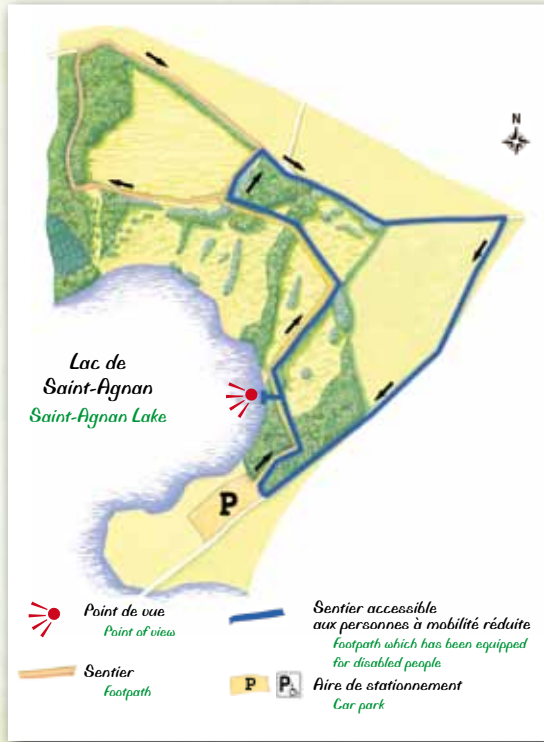 N
Lac de
Saint-Agnan
Saint-Agnan Lake
P
Point de vue
Point of view
Sentier
Footpath
Sentier accessible
aux personnes à mobilité réduite
Footpath which has been equipped
for disabled people
P P Aire de stationnement
Car park